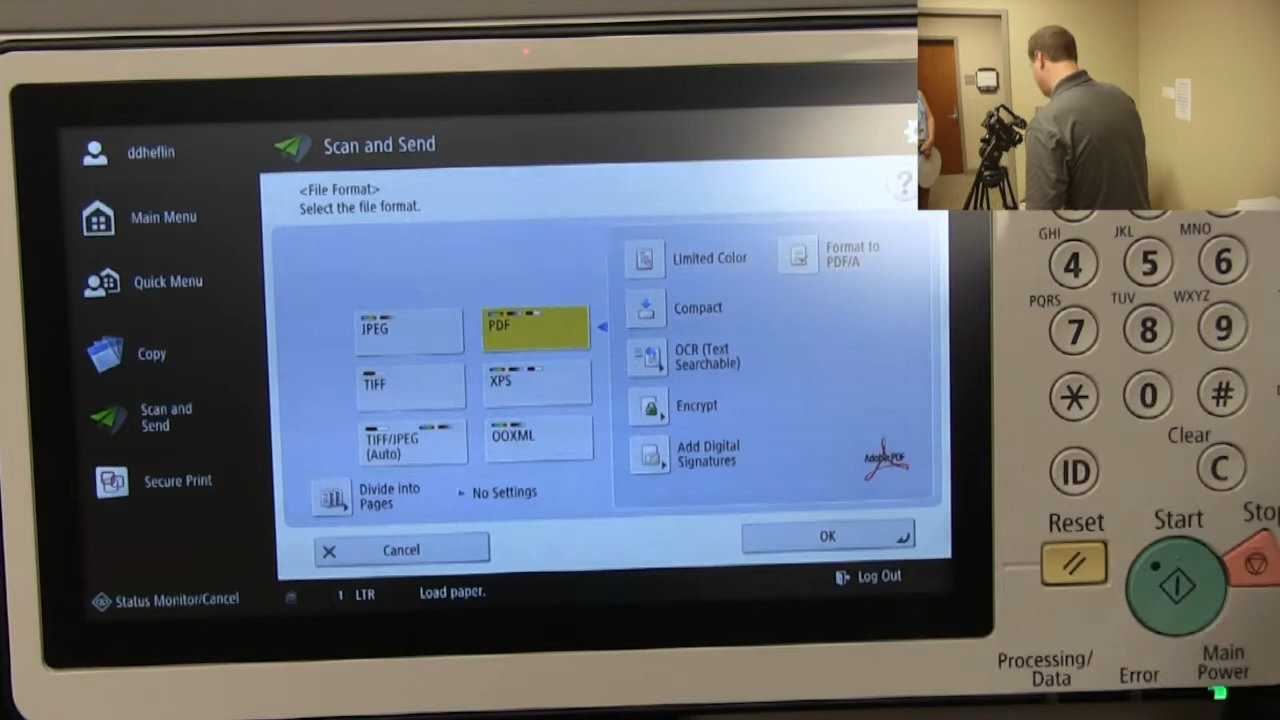 ddheflin
Main Menu
Quick Menu
Copy
Scan and
Send
Secure Print
Status Monitor/Cancel
Scan and Send
<File Format>
Select the file format.
?
JPEG
PDF
TIFF
XPS
TIFF/JPEG
(Auto)
OOXML
Divide into
Pages
No Settings
Limited Color
Format to
PDF/A
Compact
OCR (Text
Searchable)
Encrypt
Add Digital
Signatures
Adobe PDF
Cancel
OK
1 LTR Load paper.
Log Out
GHI JKL MNO
4 5 6
PQRS TUV WXYZ
7 8 9
* 0 #
Clear
ID C
Reset Start Stop
Processing/
Data
Error
Main
Power